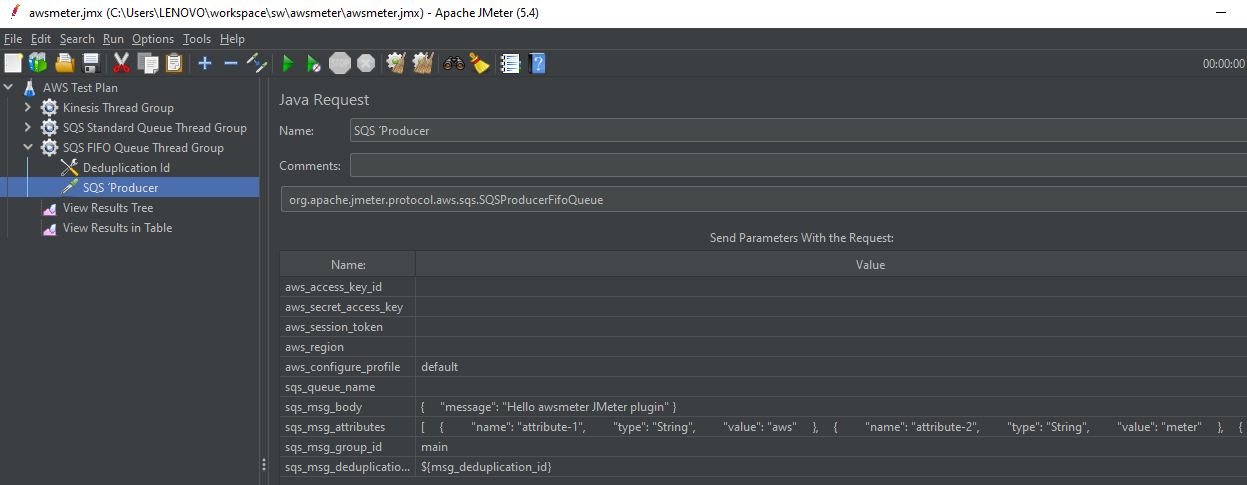 awsmeter.jmx (C:\Users\LENOVO\workspace\sw\awsmeter\awsmeter.jmx) - Apache JMeter (5.4)
File Edit Search Run Options Tools Help
STOP
00:00:00
AWS Test Plan
Kinesis Thread Group
SQS Standard Queue Thread Group
SQS FIFO Queue Thread Group
Deduplication Id
SQS ´Producer
View Results Tree
View Results in Table
Java Request
Name: SQS ´Producer
Comments:
org.apache.jmeter.protocol.aws.sqs.SQSProducerFifoQueue
Send Parameters With the Request:
Name: Value
aws_access_key_id
aws_secret_access_key
aws_session_token
aws_region
aws_configure_profile default
sqs_queue_name
sqs_msg_body { "message": "Hello awsmeter JMeter plugin" }
sqs_msg_attributes [ { "name": "attribute-1", "type": "String", "value": "aws" }, { "name": "attribute-2", "type": "String", "value": "meter" }, {
sqs_msg_group_id main
sqs_msg_deduplicatio... ${msg_deduplication_id}